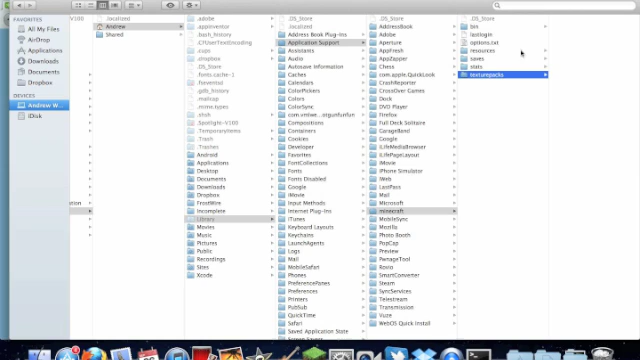 FAVORITES
All My Files
AirDrop
Applications
Downloads
Documents
Dropbox
DEVICES
Andrew W...
iDisk
.localized
Andrew
Shared
.adobe
.appinventor
.bash_history
.CFUserTextEncoding
.cups
.dropbox
.DS_Store
.fonts.cache-1
.gdb_history
.mailcap
.mime.types
.Spotlight-V100
.TemporaryItems
.Trash
.Trashes
Android
Applications
Desktop
Documents
Downloads
Dropbox
FrostWire
Incomplete
Library
Movies
Music
Pictures
Public
Recordings
Sites
Xcode
.DS_Store
.localized
Address Book Plug-Ins
Application Support
Assistants
Audio
Autosave Information
Caches
Calendars
ColorPickers
ColorSync
Compositions
Containers
Cookies
Developer
Favorites
FontCollections
Fonts
Fonts Disabled
Google
iMovie
Input Methods
Internet Plug-Ins
iTunes
Keyboard Layouts
Keychains
LaunchAgents
Logs
Mail
MobileSafari
Phones
PreferencePanes
Preferences
Printers
PubSub
QuickTime
Safari
Saved Application State
.DS_Store
AddressBook
Adobe
Aperture
AppFresh
AppZapper
Chess
com.apple.QuickLook
CrashReporter
CrossOver Games
Dock
DVD Player
Firefox
Full Deck Solitaire
GarageBand
Google
iLifeMediaBrowser
iLifePageLayout
iMovie
iPhone Simulator
iWeb
LastPass
Mail
Microsoft
minecraft
MobileSync
Mozilla
Photo Booth
PopCap
Preview
PwnageTool
Roxio
SmartConverter
Steam
SyncServices
Telestream
Transmission
Vuze
WebOS Quick Install
.DS_Store
bin
lastlogin
options.txt
resources
saves
stats
texturepacks